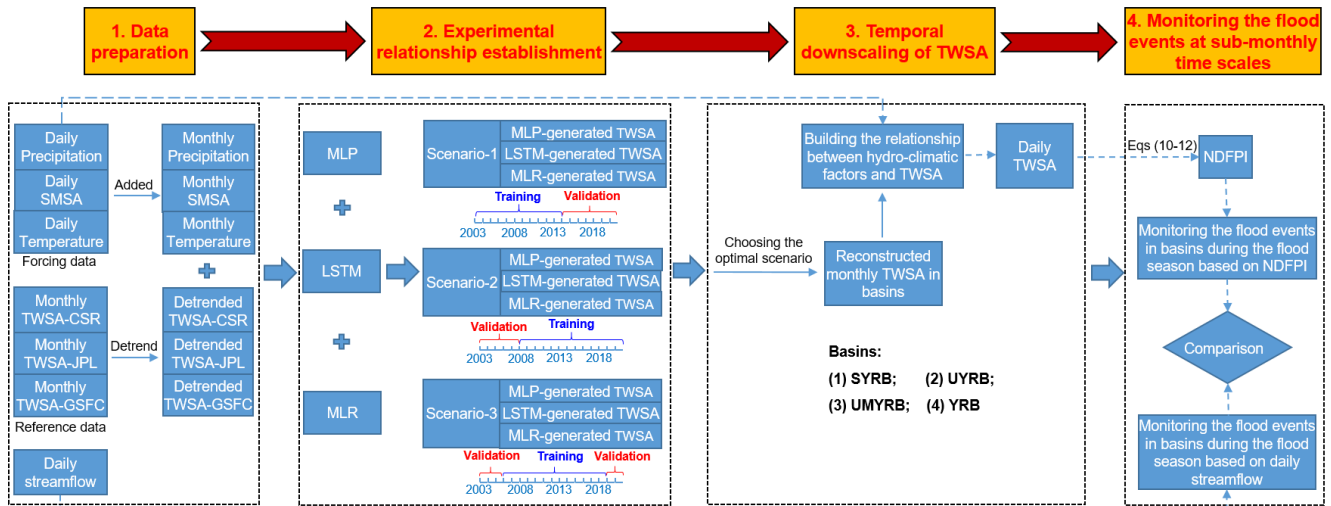 1. Data
preparation
2. Experimental
relationship establishment
3. Temporal
downscaling of TWSA
4. Monitoring the flood
events at sub-monthly
time scales
Daily
Precipitation
Daily
SMSA
Daily
Temperature
Forcing data
Added
Monthly
Precipitation
Monthly
SMSA
Monthly
Temperature
Monthly
TWSA-CSR
Monthly
TWSA-JPL
Monthly
TWSA-GSFC
Reference data
Detrend
Detrended
TWSA-CSR
Detrended
TWSA-JPL
Detrended
TWSA-GSFC
Daily
streamflow
MLP
LSTM
MLR
Scenario-1
MLP-generated TWSA
LSTM-generated TWSA
MLR-generated TWSA
Training Validation
2003 2008 2013 2018
Scenario-2
MLP-generated TWSA
LSTM-generated TWSA
MLR-generated TWSA
Validation Training
2003 2008 2013 2018
Scenario-3
MLP-generated TWSA
LSTM-generated TWSA
MLR-generated TWSA
Validation Training Validation
2003 2008 2013 2018
Choosing the
optimal scenario
Building the relationship
between hydro-climatic
factors and TWSA
Daily
TWSA
Reconstructed
monthly TWSA in
basins
Basins:
(1) SYRB; (2) UYRB;
(3) UMYRB; (4) YRB
Eqs (10-12)
NDFPI
Monitoring the flood events
in basins during the flood
season based on NDFPI
Comparison
Monitoring the flood events
in basins during the flood
season based on daily
streamflow